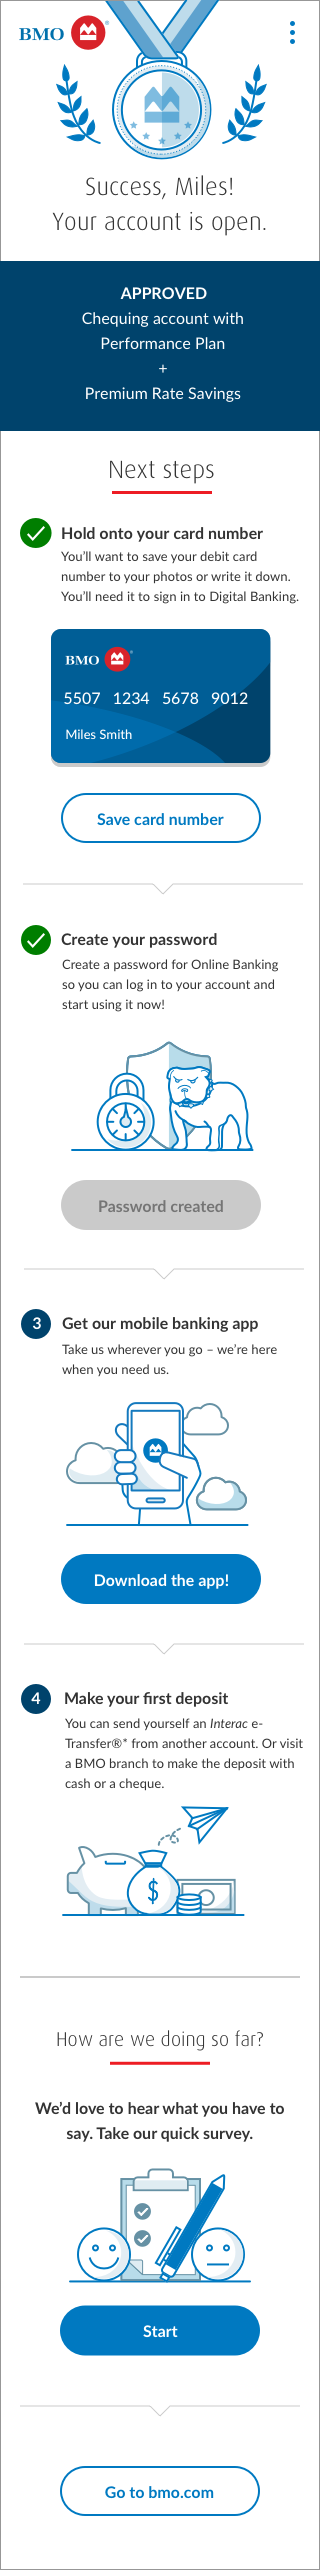 BMO
Success, Miles!
Your account is open.
APPROVED
Chequing account with
Performance Plan
+
Premium Rate Savings
Next steps
Hold onto your card number
You'll want to save your debit card
number to your photos or write it down.
You'll need it to sign in to Digital Banking.
BMO
5507 1234 5678 9012
Miles Smith
Save card number
Create your password
Create a password for Online Banking
so you can log in to your account and
start using it now!
Password created
3 Get our mobile banking app
Take us wherever you go – we're here
when you need us.
Download the app!
4 Make your first deposit
You can send yourself an Interac e-
Transfer®* from another account. Or visit
a BMO branch to make the deposit with
cash or a cheque.
$
How are we doing so far?
We'd love to hear what you have to
say. Take our quick survey.
Start
Go to bmo.com